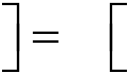 ] = [